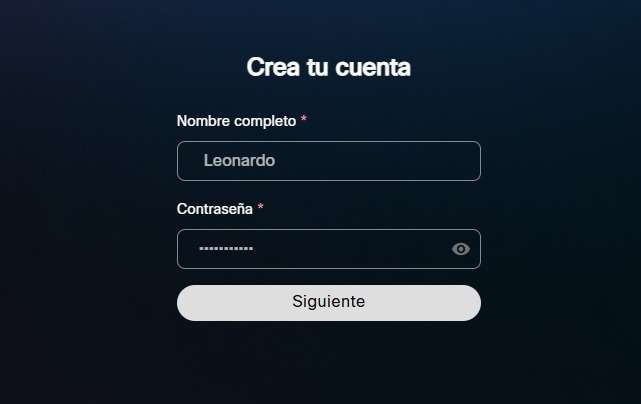 Crea tu cuenta
Nombre completo *
Leonardo
Contraseña *
•••••••••••
Siguiente